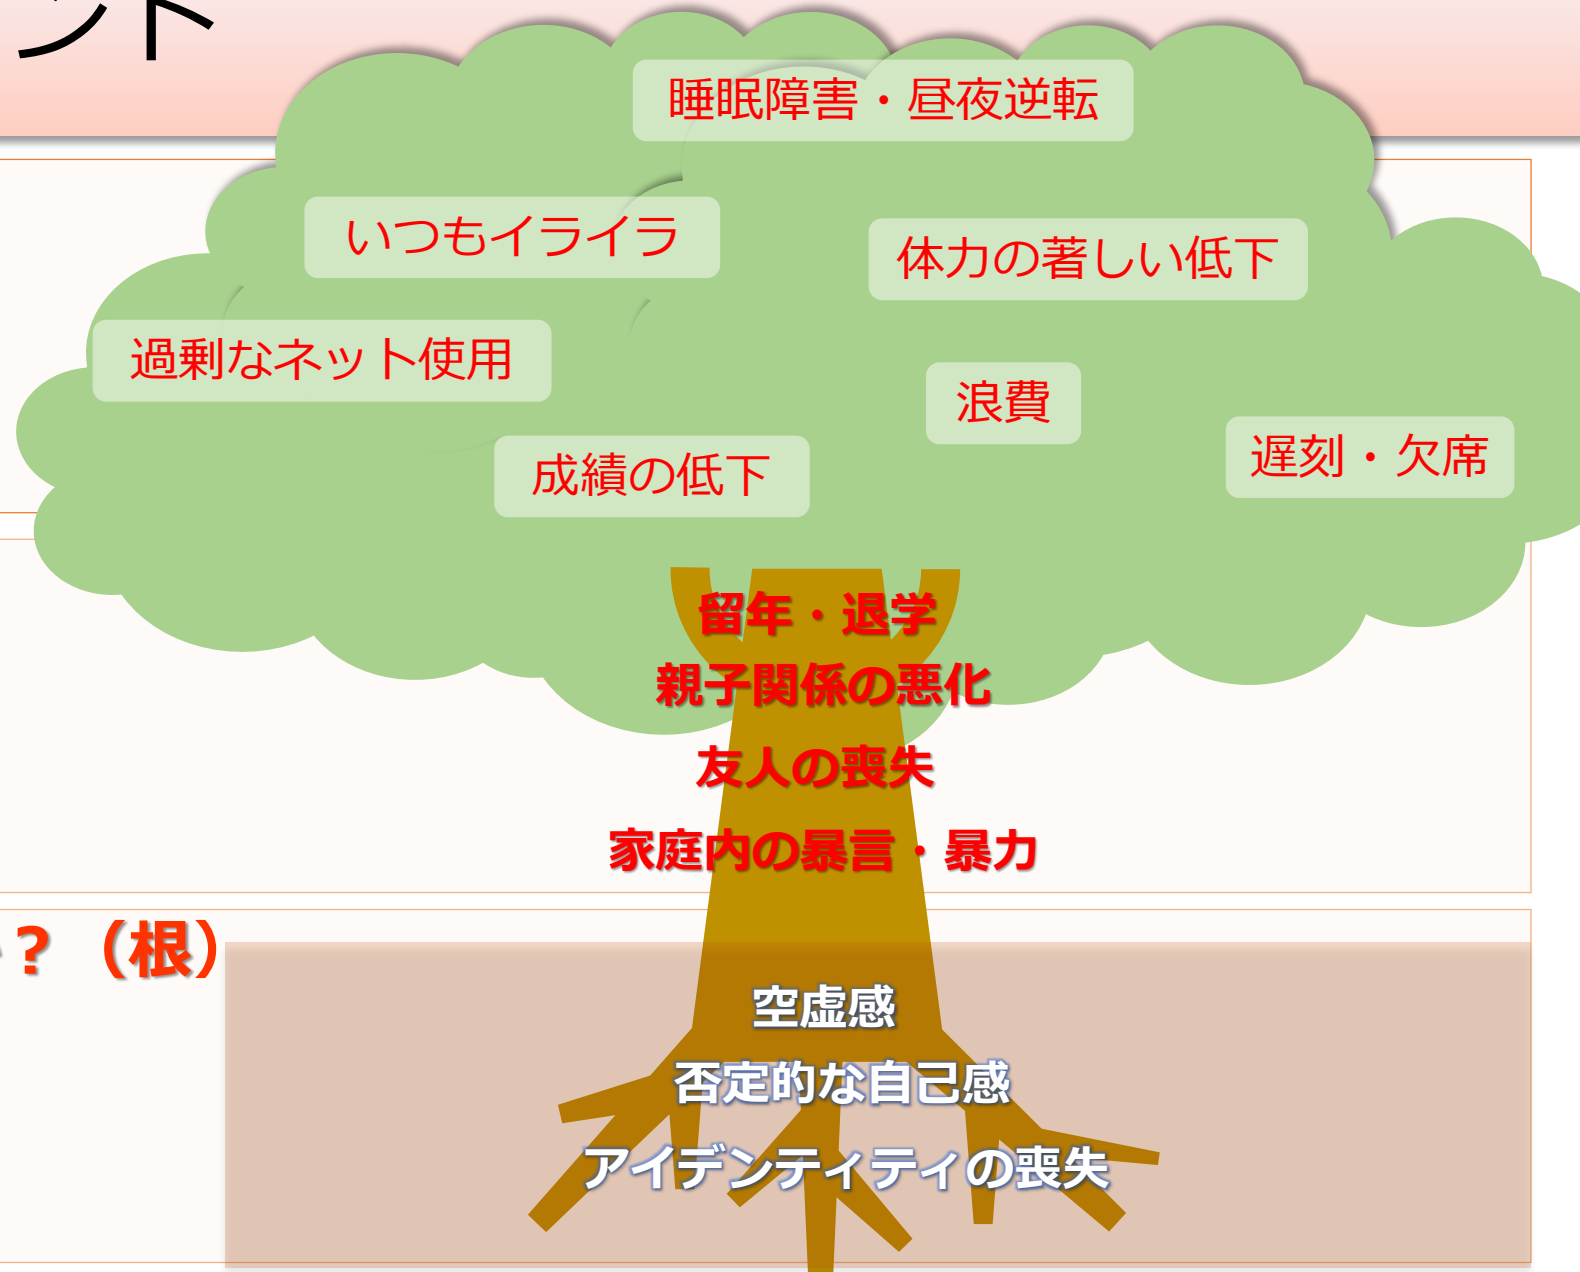 ント
睡眠障害・昼夜逆転
いつもイライラ
体力の著しい低下
過剰なネット使用
浪費
遅刻・欠席
成績の低下
留年・退学
親子関係の悪化
友人の喪失
家庭内の暴言・暴力
？（根）
空虚感
否定的な自己感
アイデンティティの喪失